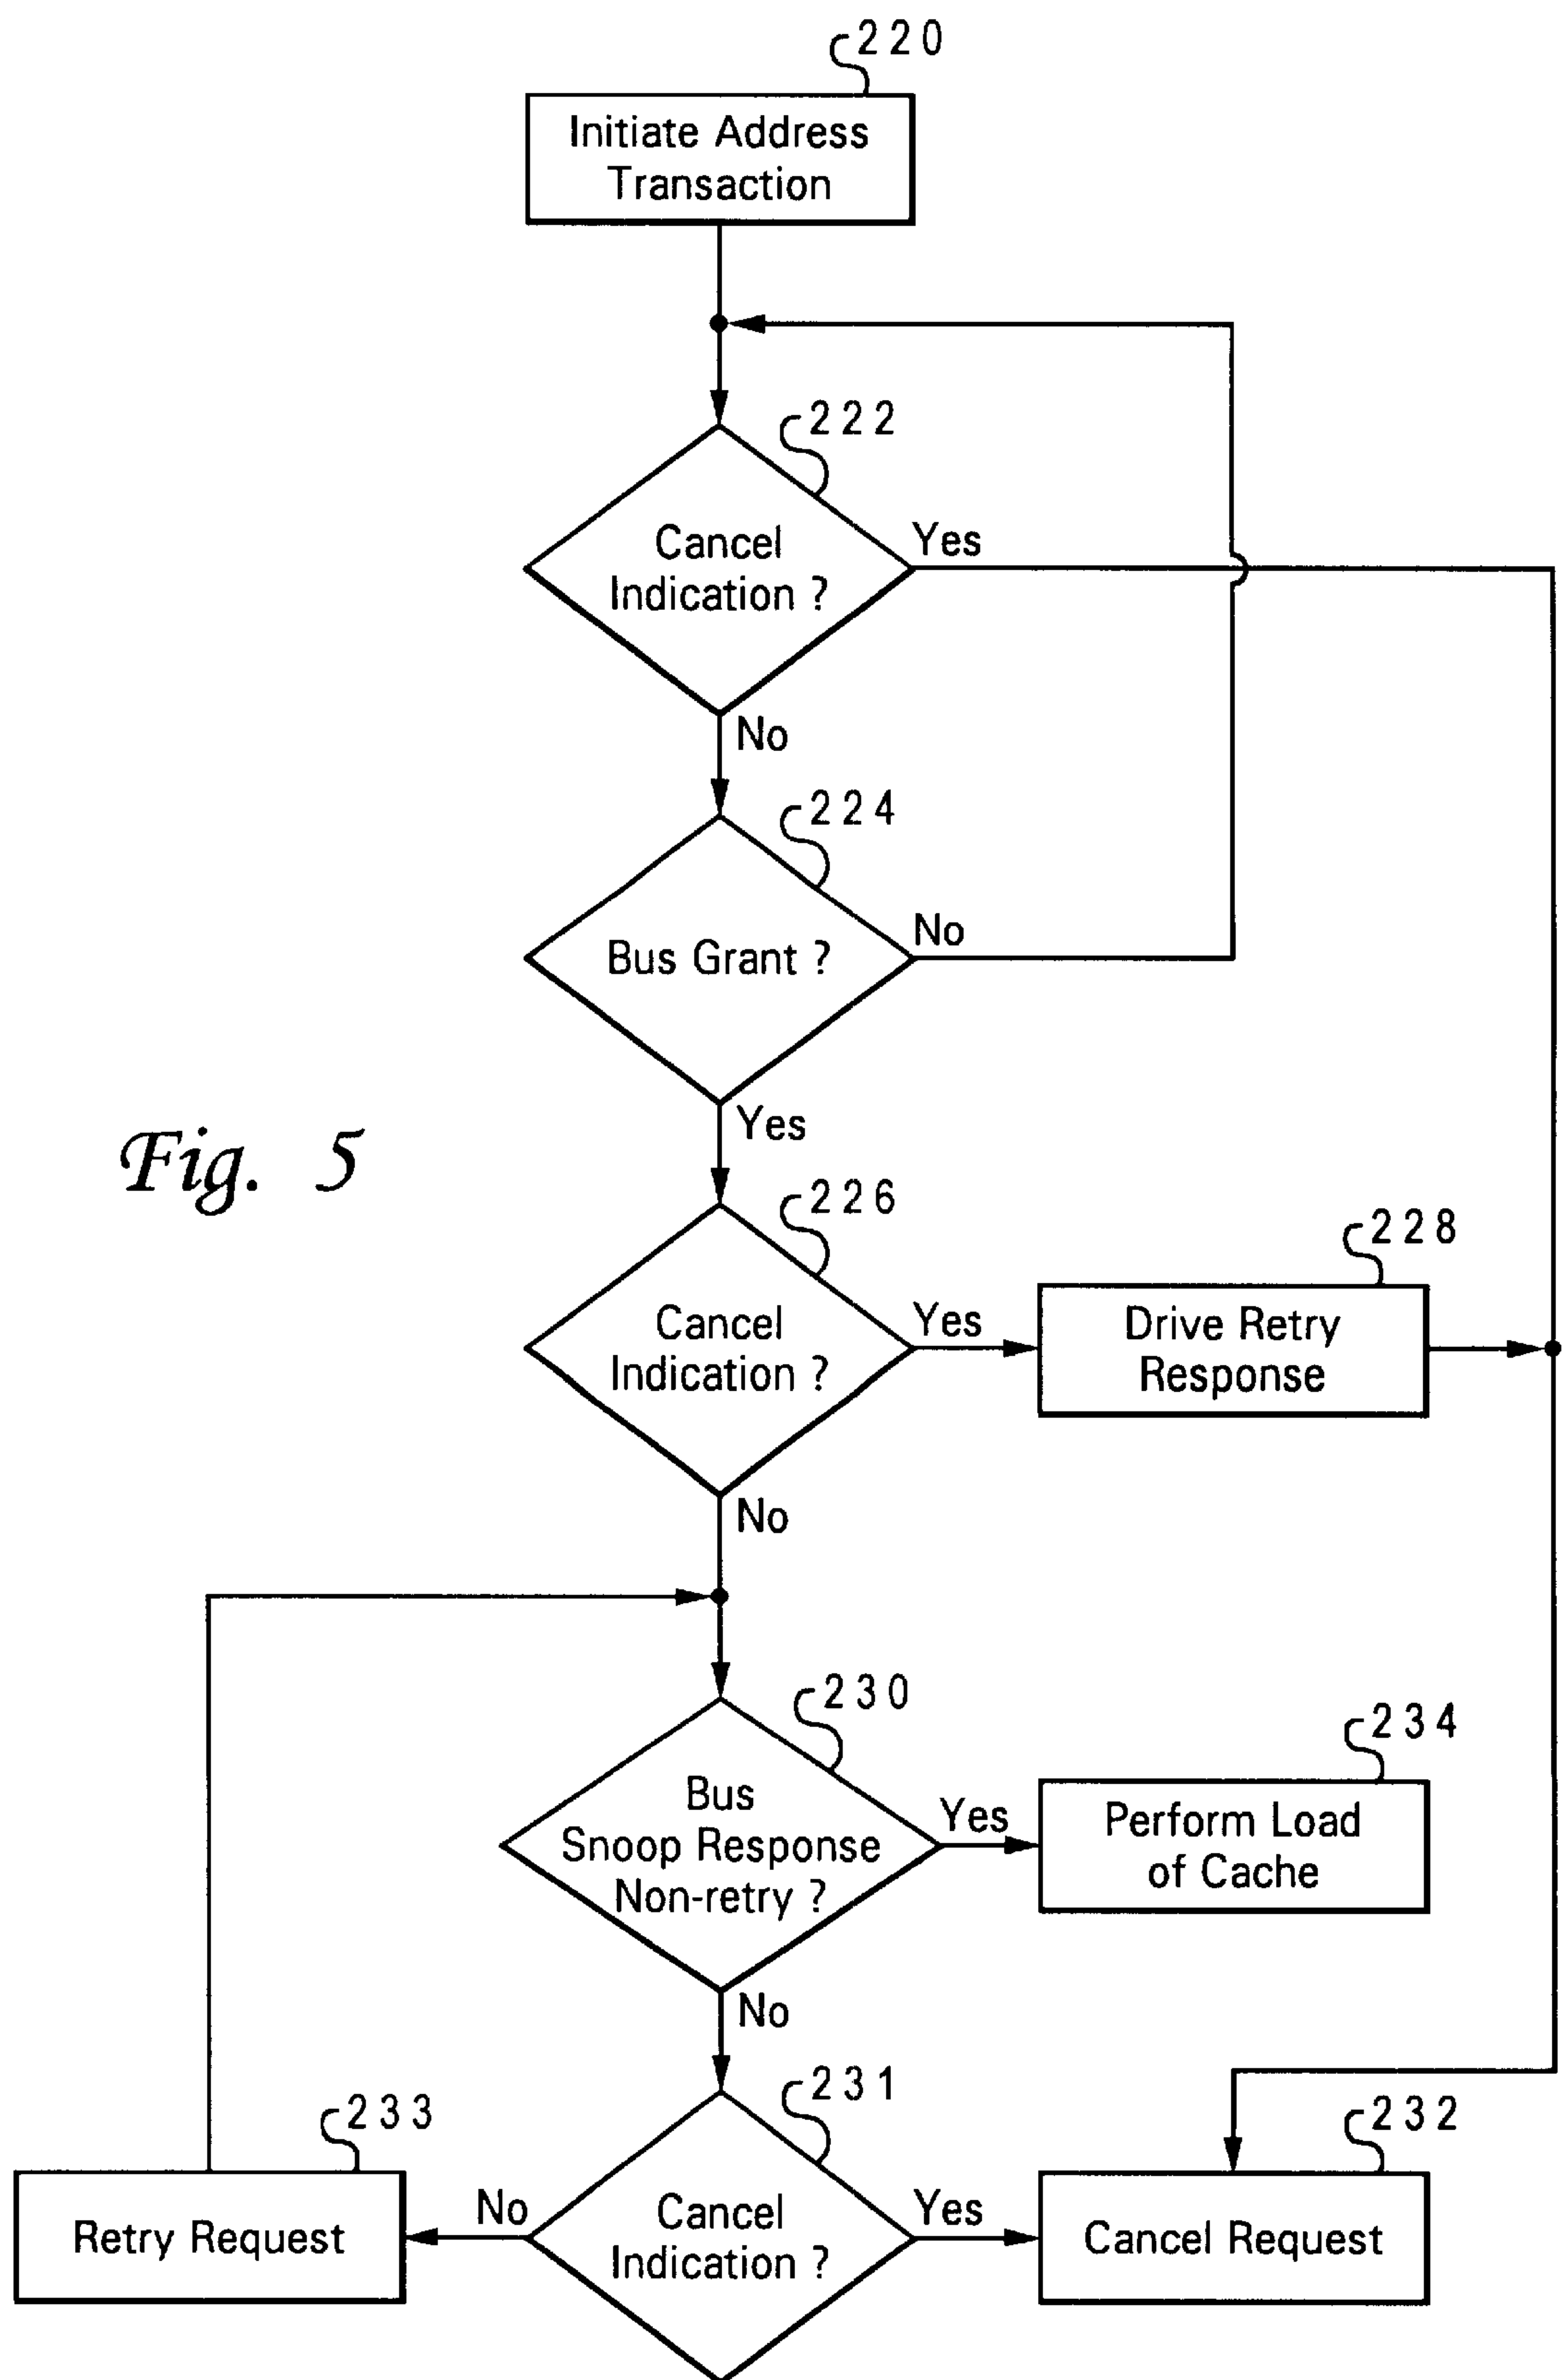 220
Initiate Address
Transaction
222
Cancel
Indication ?
Yes
No
224
Bus Grant ?
No
Yes
Fig. 5
226
Cancel
Indication ?
Yes
228
Drive Retry
Response
No
230
Bus
Snoop Response
Non-retry ?
Yes
234
Perform Load
of Cache
No
231
Cancel
Indication ?
No
233
Retry Request
Yes
232
Cancel Request